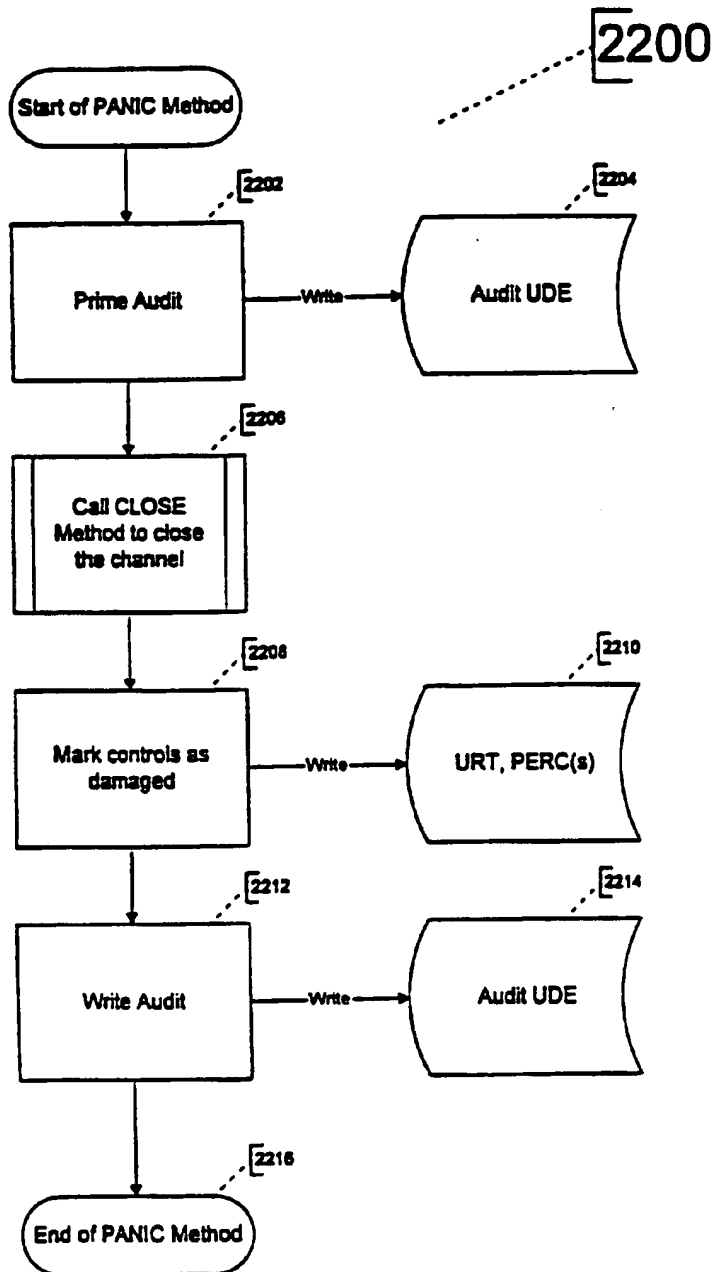 2200
Start of PANIC Method
2202
2204
Prime Audit
Write
Audit UDE
2206
Call CLOSE
Method to close
the channel
2208
2210
Mark controls as
damaged
Write
URT, PERC(s)
2212
2214
Write Audit
Write
Audit UDE
2216
End of PANIC Method